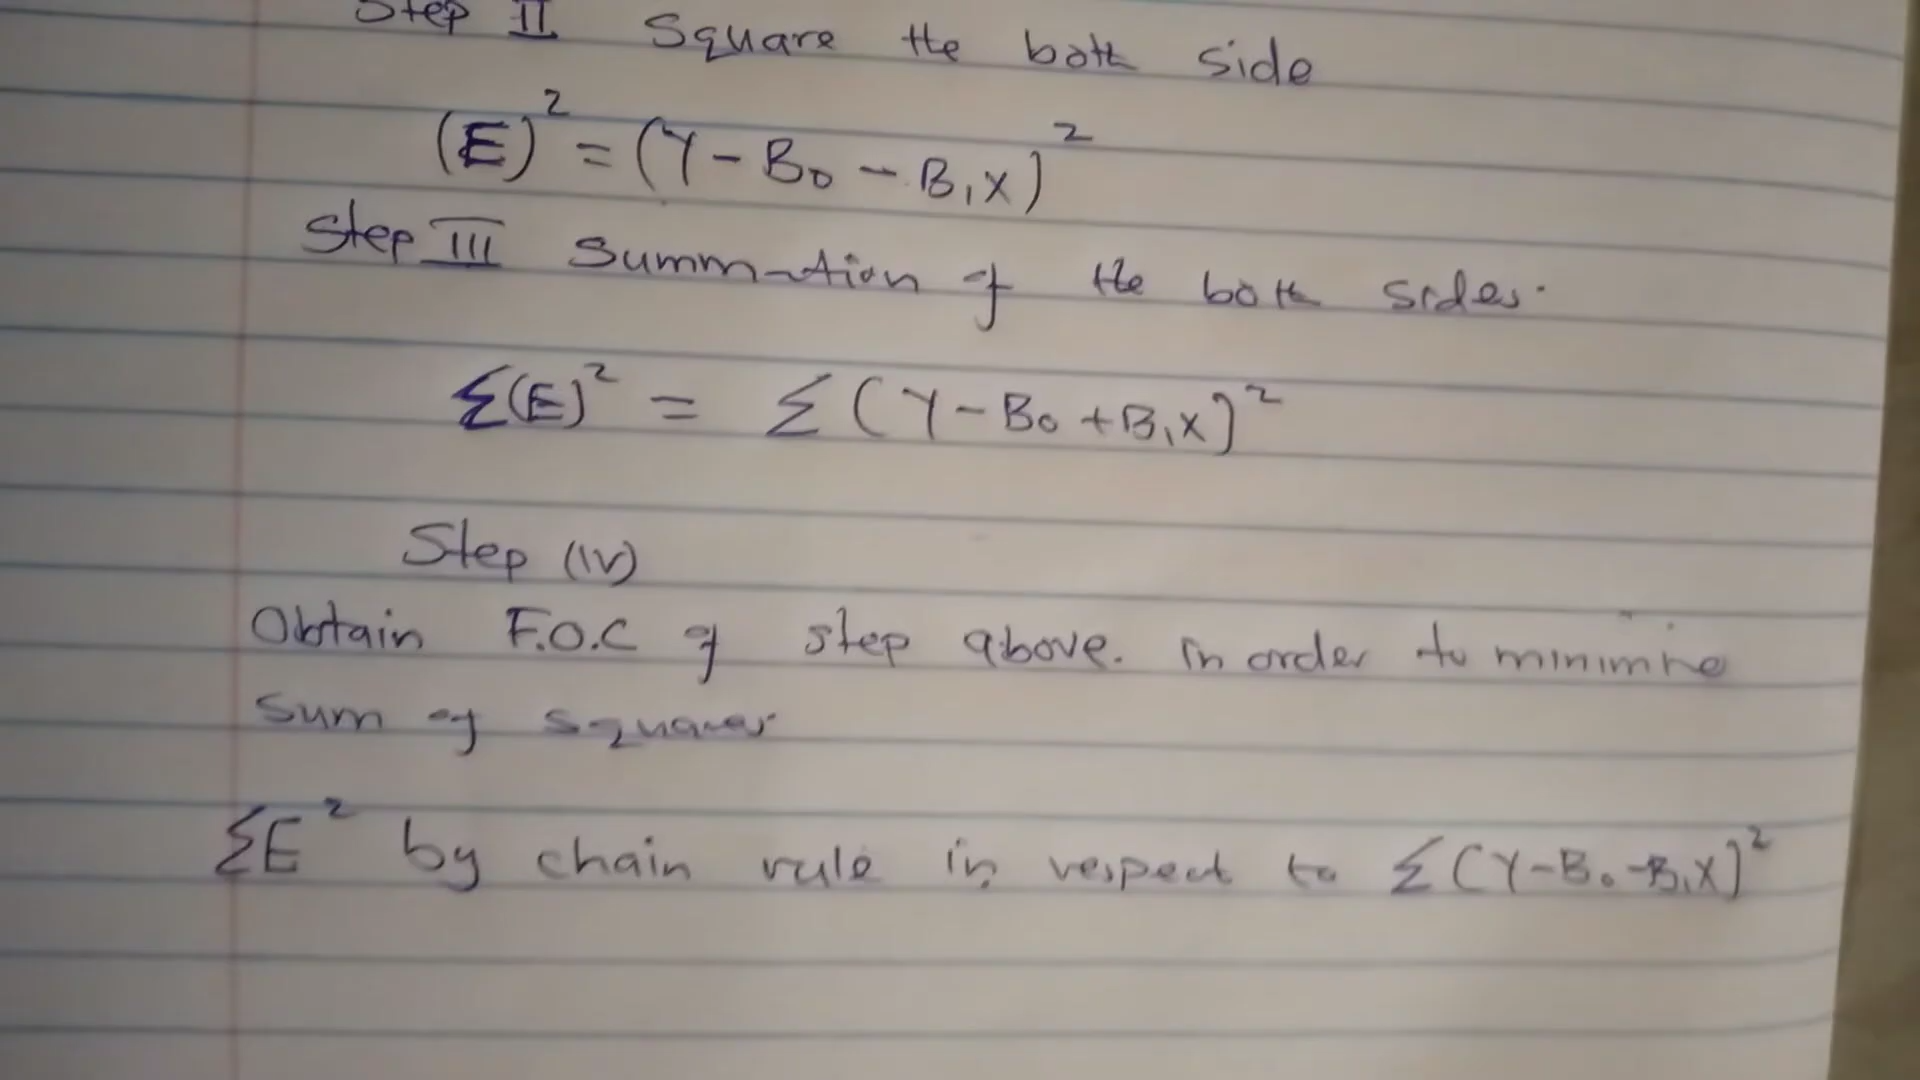 Step II Square the both side
(E)² = (Y - B₀ - B₁X)²
Step III Summation of the both sides.
Σ(E)² = Σ(Y - B₀ + B₁X)²
Step (IV)
Obtain F.O.C of step above. in order to minimize
sum of squares
ΣE² by chain rule in respect to Σ(Y-B₀-B₁X)²